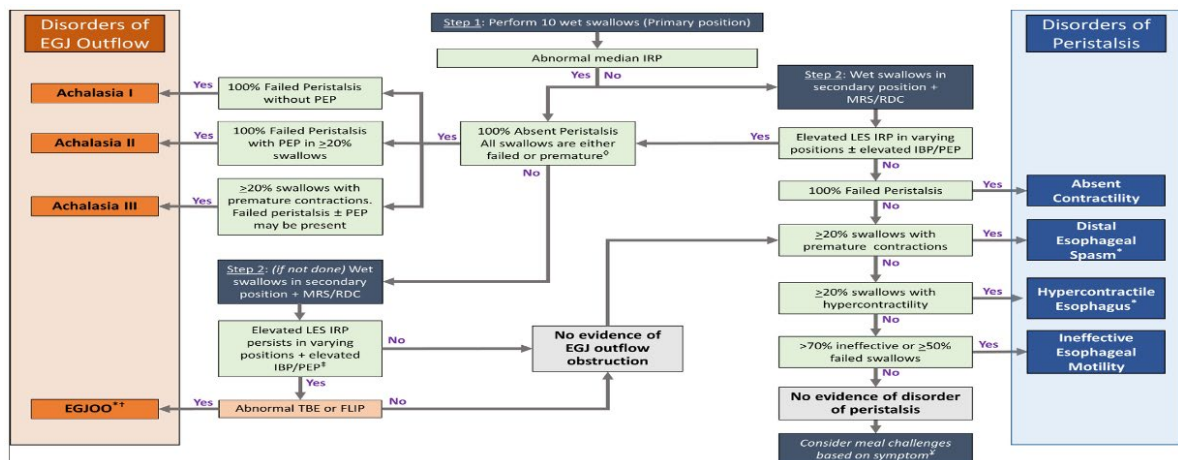 Disorders of
EGJ Outflow
Step 1: Perform 10 wet swallows (Primary position)
Disorders of
Peristalsis
Abnormal median IRP
Yes
No
Step 2: Wet swallows in
secondary position +
MRS/RDC
Achalasia I
Yes
100% Failed Peristalsis
without PEP
Achalasia II
Yes
100% Failed Peristalsis
with PEP in ≥20%
swallows
Yes
100% Absent Peristalsis
All swallows are either
failed or premature◊
Yes
Elevated LES IRP in varying
positions ± elevated IBP/PEP
No
No
Achalasia III
Yes
≥20% swallows with
premature contractions.
Failed peristalsis ± PEP
may be present
100% Failed Peristalsis
Yes
Absent
Contractility
No
≥20% swallows with
premature contractions
Yes
Distal
Esophageal
Spasm*
No
Step 2: (if not done) Wet
swallows in secondary
position + MRS/RDC
≥20% swallows with
hypercontractility
Yes
Hypercontractile
Esophagus*
No
Elevated LES IRP
persists in varying
positions + elevated
IBP/PEP‡
No
No evidence of
EGJ outflow
obstruction
>70% ineffective or ≥50%
failed swallows
Yes
Ineffective
Esophageal
Motility
Yes
No
EGJOO*†
Yes
Abnormal TBE or FLIP
No
No evidence of disorder
of peristalsis
Consider meal challenges
based on symptom¥